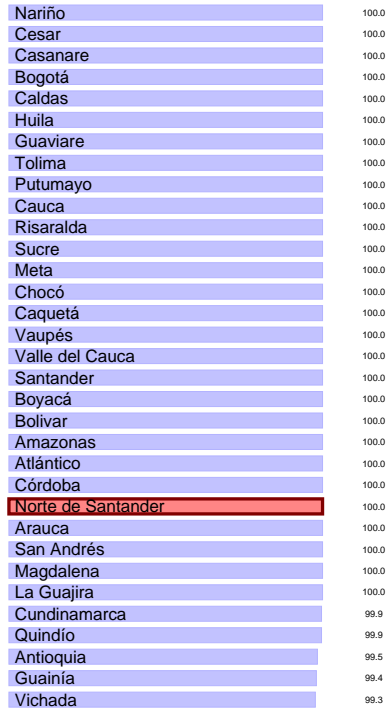 Nariño 100.0
Cesar 100.0
Casanare 100.0
Bogotá 100.0
Caldas 100.0
Huila 100.0
Guaviare 100.0
Tolima 100.0
Putumayo 100.0
Cauca 100.0
Risaralda 100.0
Sucre 100.0
Meta 100.0
Chocó 100.0
Caquetá 100.0
Vaupés 100.0
Valle del Cauca 100.0
Santander 100.0
Boyacá 100.0
Bolivar 100.0
Amazonas 100.0
Atlántico 100.0
Córdoba 100.0
Norte de Santander 100.0
Arauca 100.0
San Andrés 100.0
Magdalena 100.0
La Guajira 100.0
Cundinamarca 99.9
Quindío 99.9
Antioquia 99.5
Guainía 99.4
Vichada 99.3